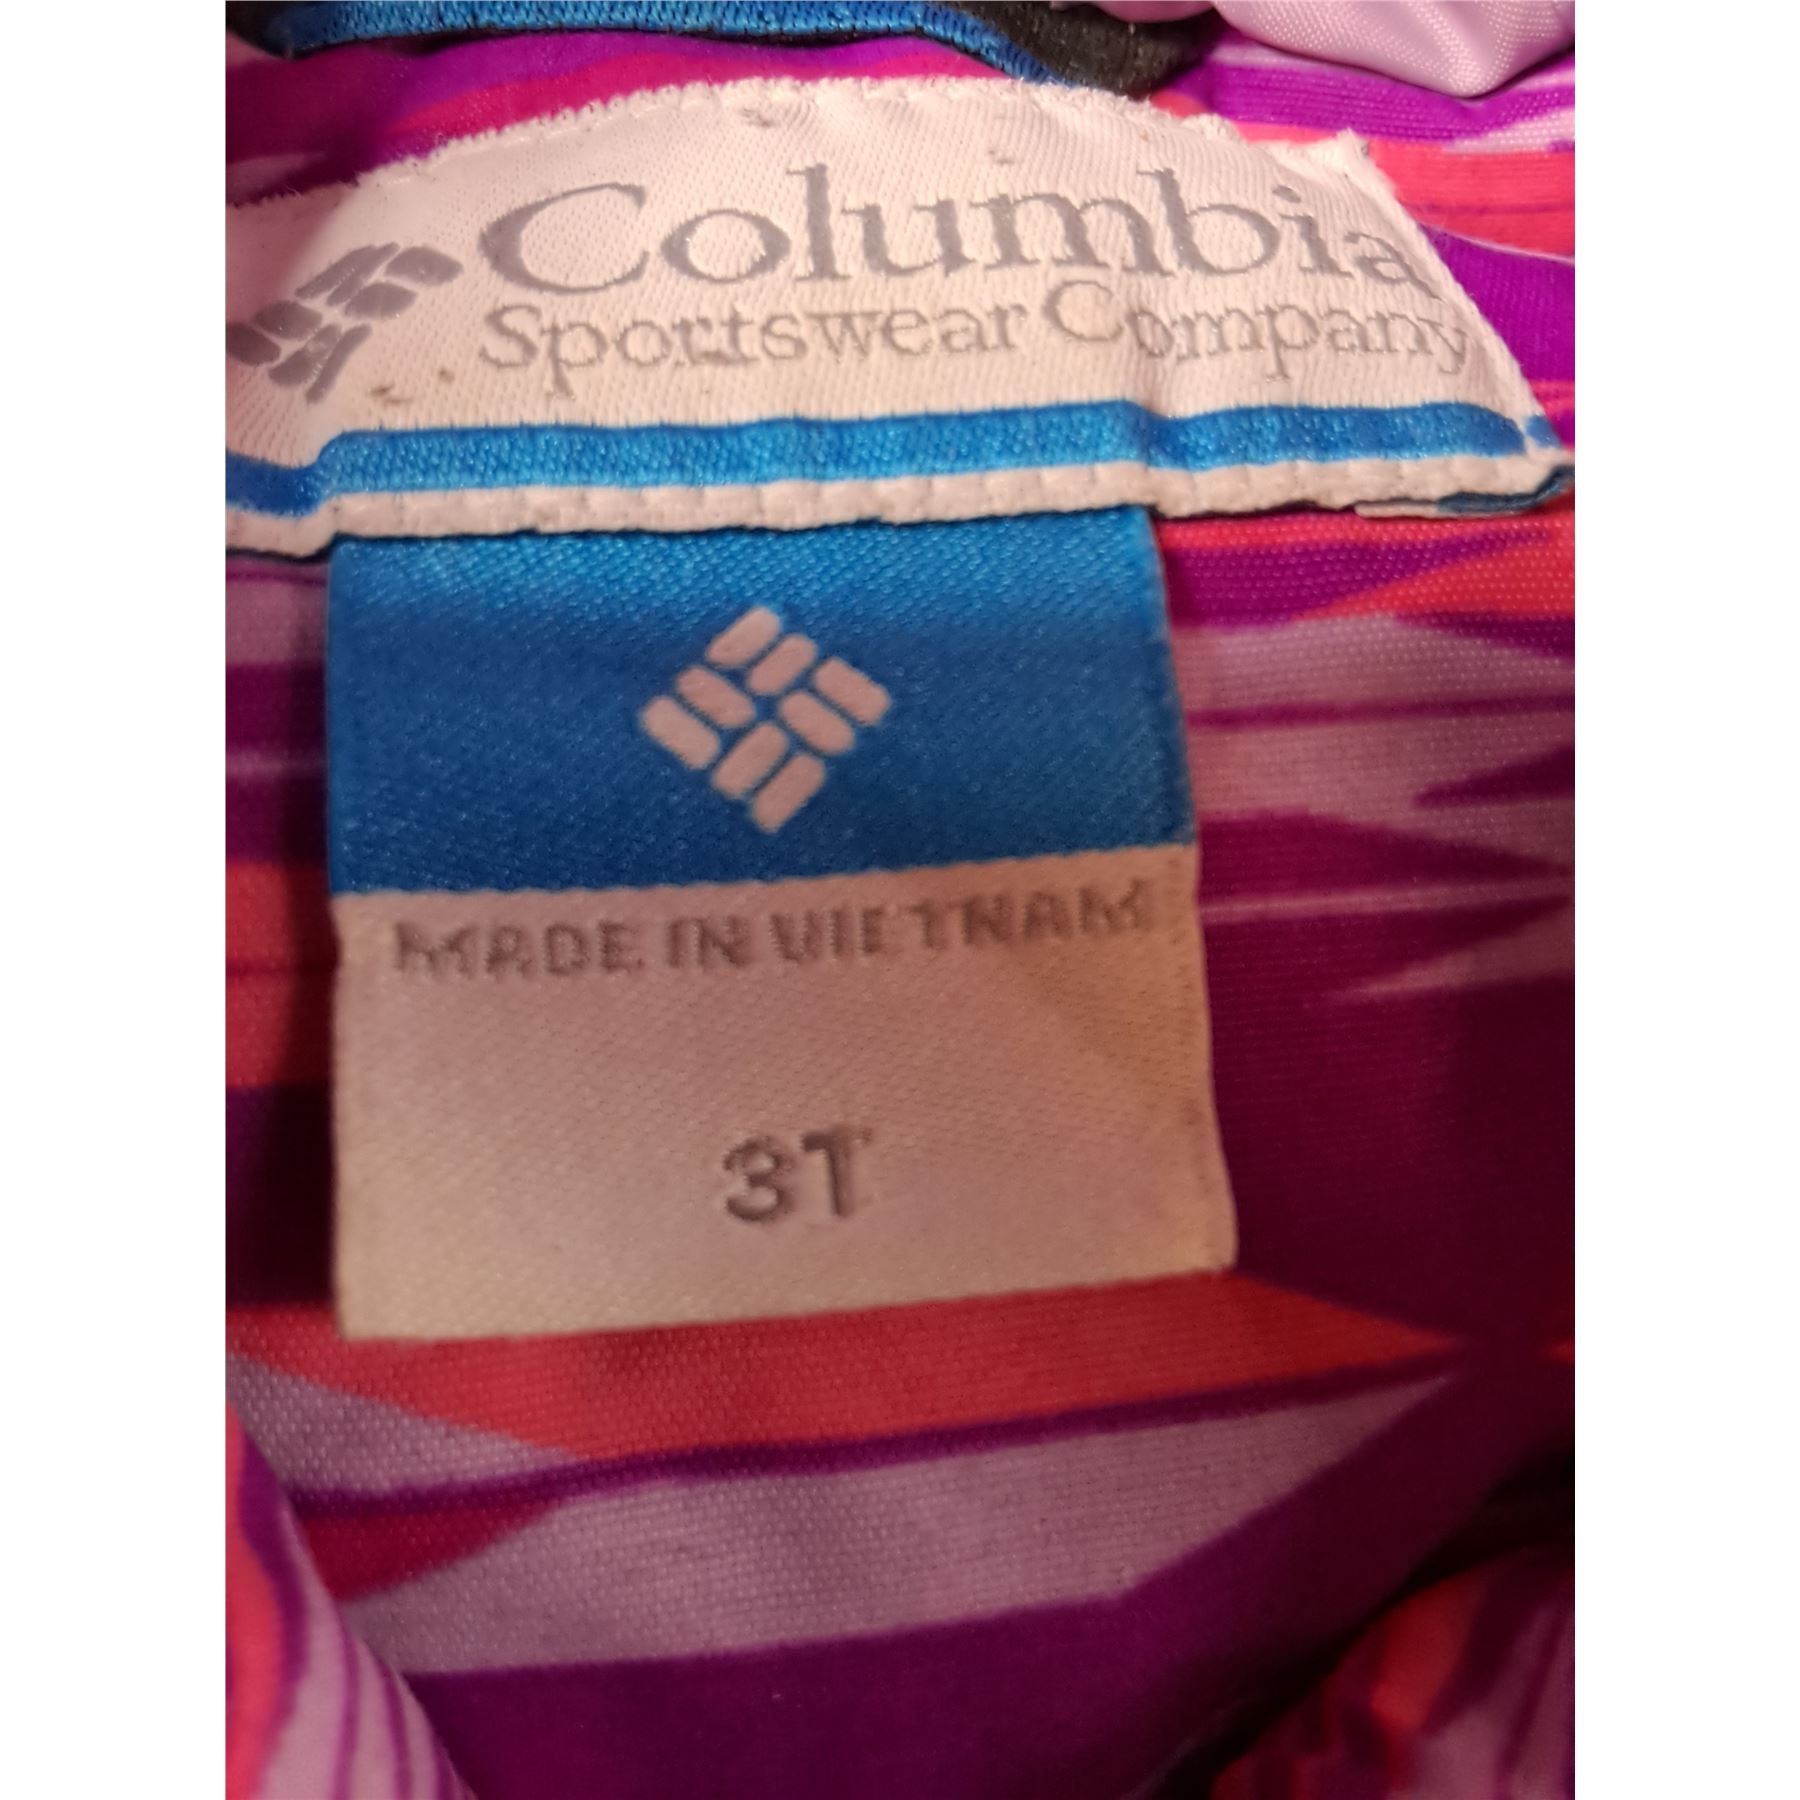 Columbia
Sportswear Company
MADE IN VIETNAM
3T